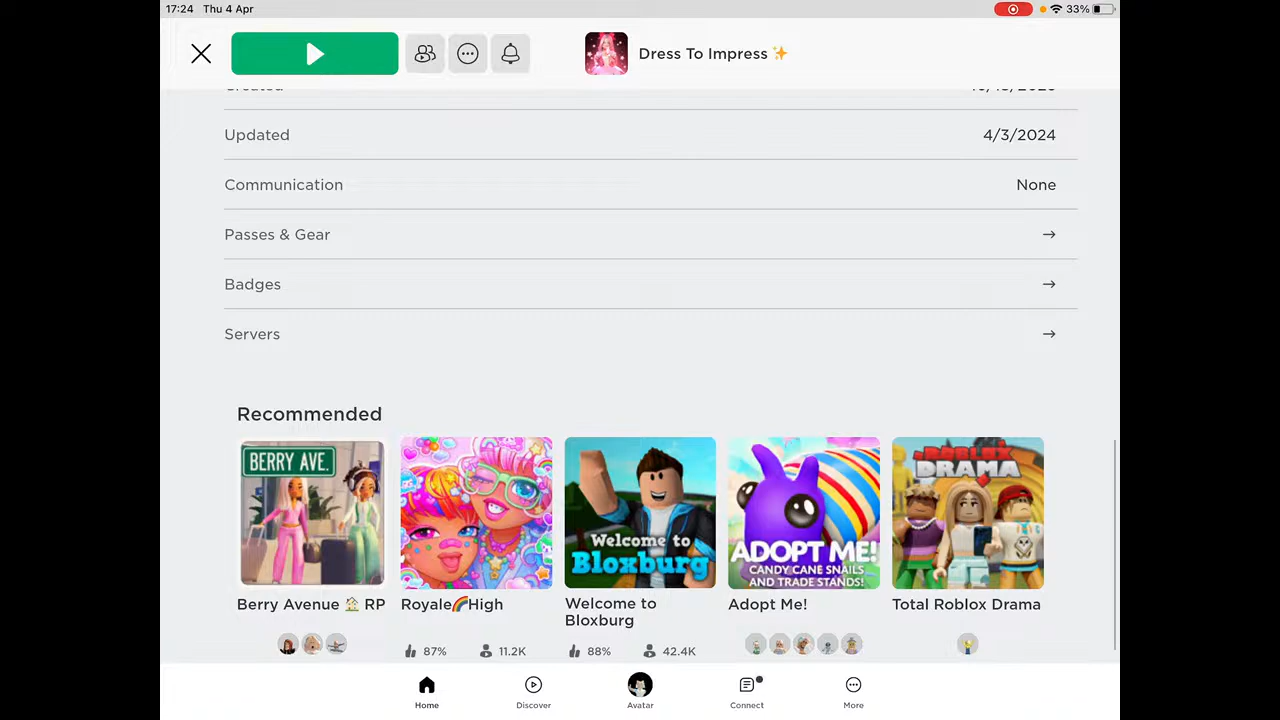 17:24 Thu 4 Apr 33%
Dress To Impress ✨
Created
Updated 4/3/2024
Communication None
Passes & Gear →
Badges →
Servers →
Recommended
BERRY AVE.
Welcome to
Bloxburg
ADOPT ME!
CANDY CANE SNAILS
AND TRADE STANDS!
ROBLOX
DRAMA
Berry Avenue 🏠 RP
Royale🌈High
Welcome to
Bloxburg
Adopt Me!
Total Roblox Drama
87% 11.2K
88% 42.4K
Home Discover Avatar Connect More